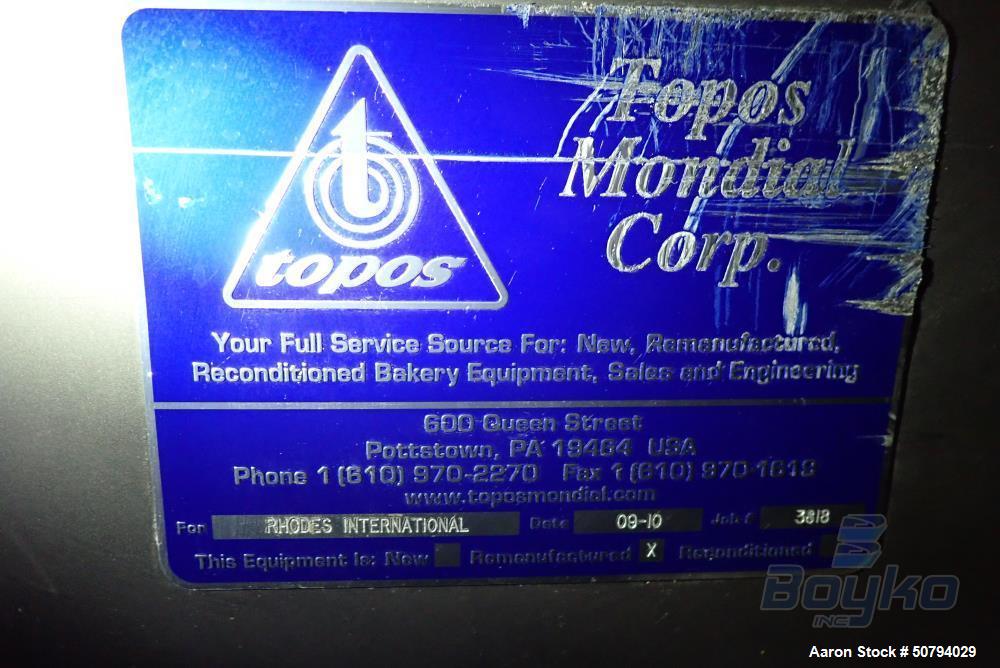 1
topos
Topos
Mondial
Corp.
Your Full Service Source For: New, Remanufactured,
Reconditioned Bakery Equipment, Sales and Engineering
600 Queen Street
Pottstown, PA 19464 USA
Phone 1 (610) 970-2270 Fax 1 (610) 970-1619
www.toposmondial.com
For RHODES INTERNATIONAL Date 09-10 Job # 3818
This Equipment Is: New Remanufactured X Reconditioned
Boyko
INC
Aaron Stock # 50794029